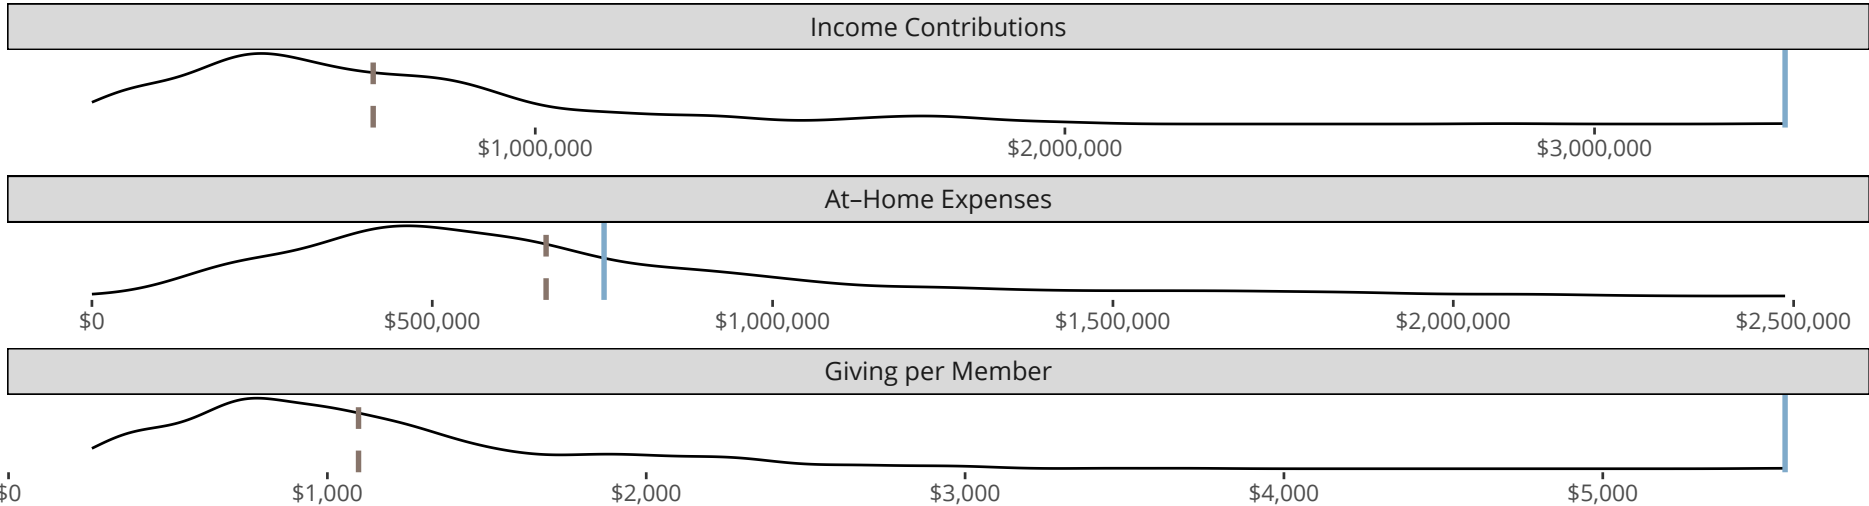 Income Contributions
$1,000,000 $2,000,000 $3,000,000
At–Home Expenses
$0 $500,000 $1,000,000 $1,500,000 $2,000,000 $2,500,000
Giving per Member
$0 $1,000 $2,000 $3,000 $4,000 $5,000